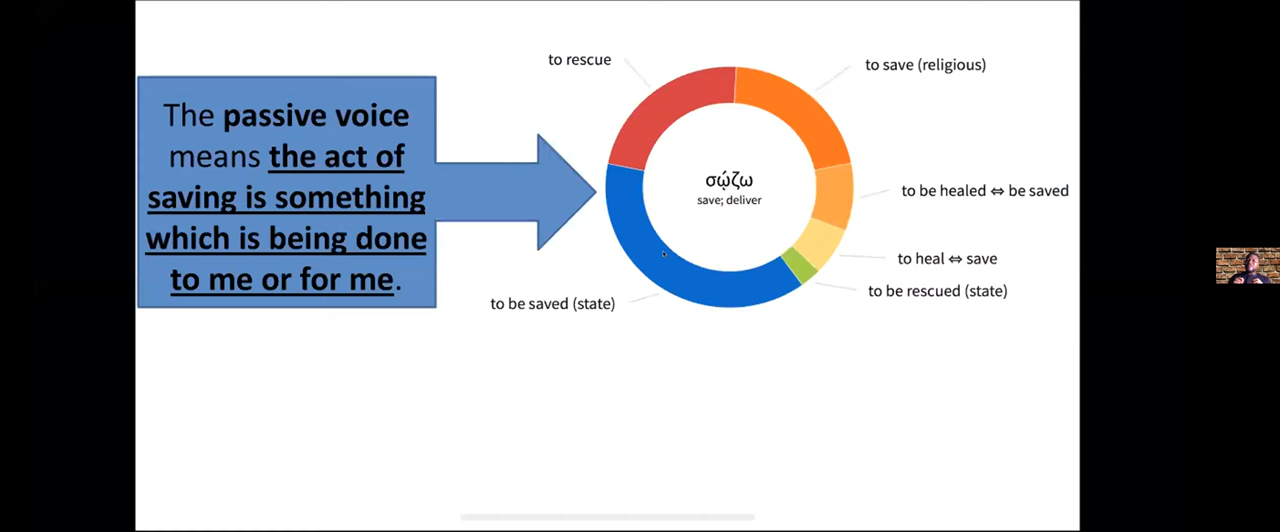 The passive voice
means the act of
saving is something
which is being done
to me or for me.
to rescue
to save (religious)
σῴζω
save; deliver
to be healed ⇔ be saved
to heal ⇔ save
to be rescued (state)
to be saved (state)